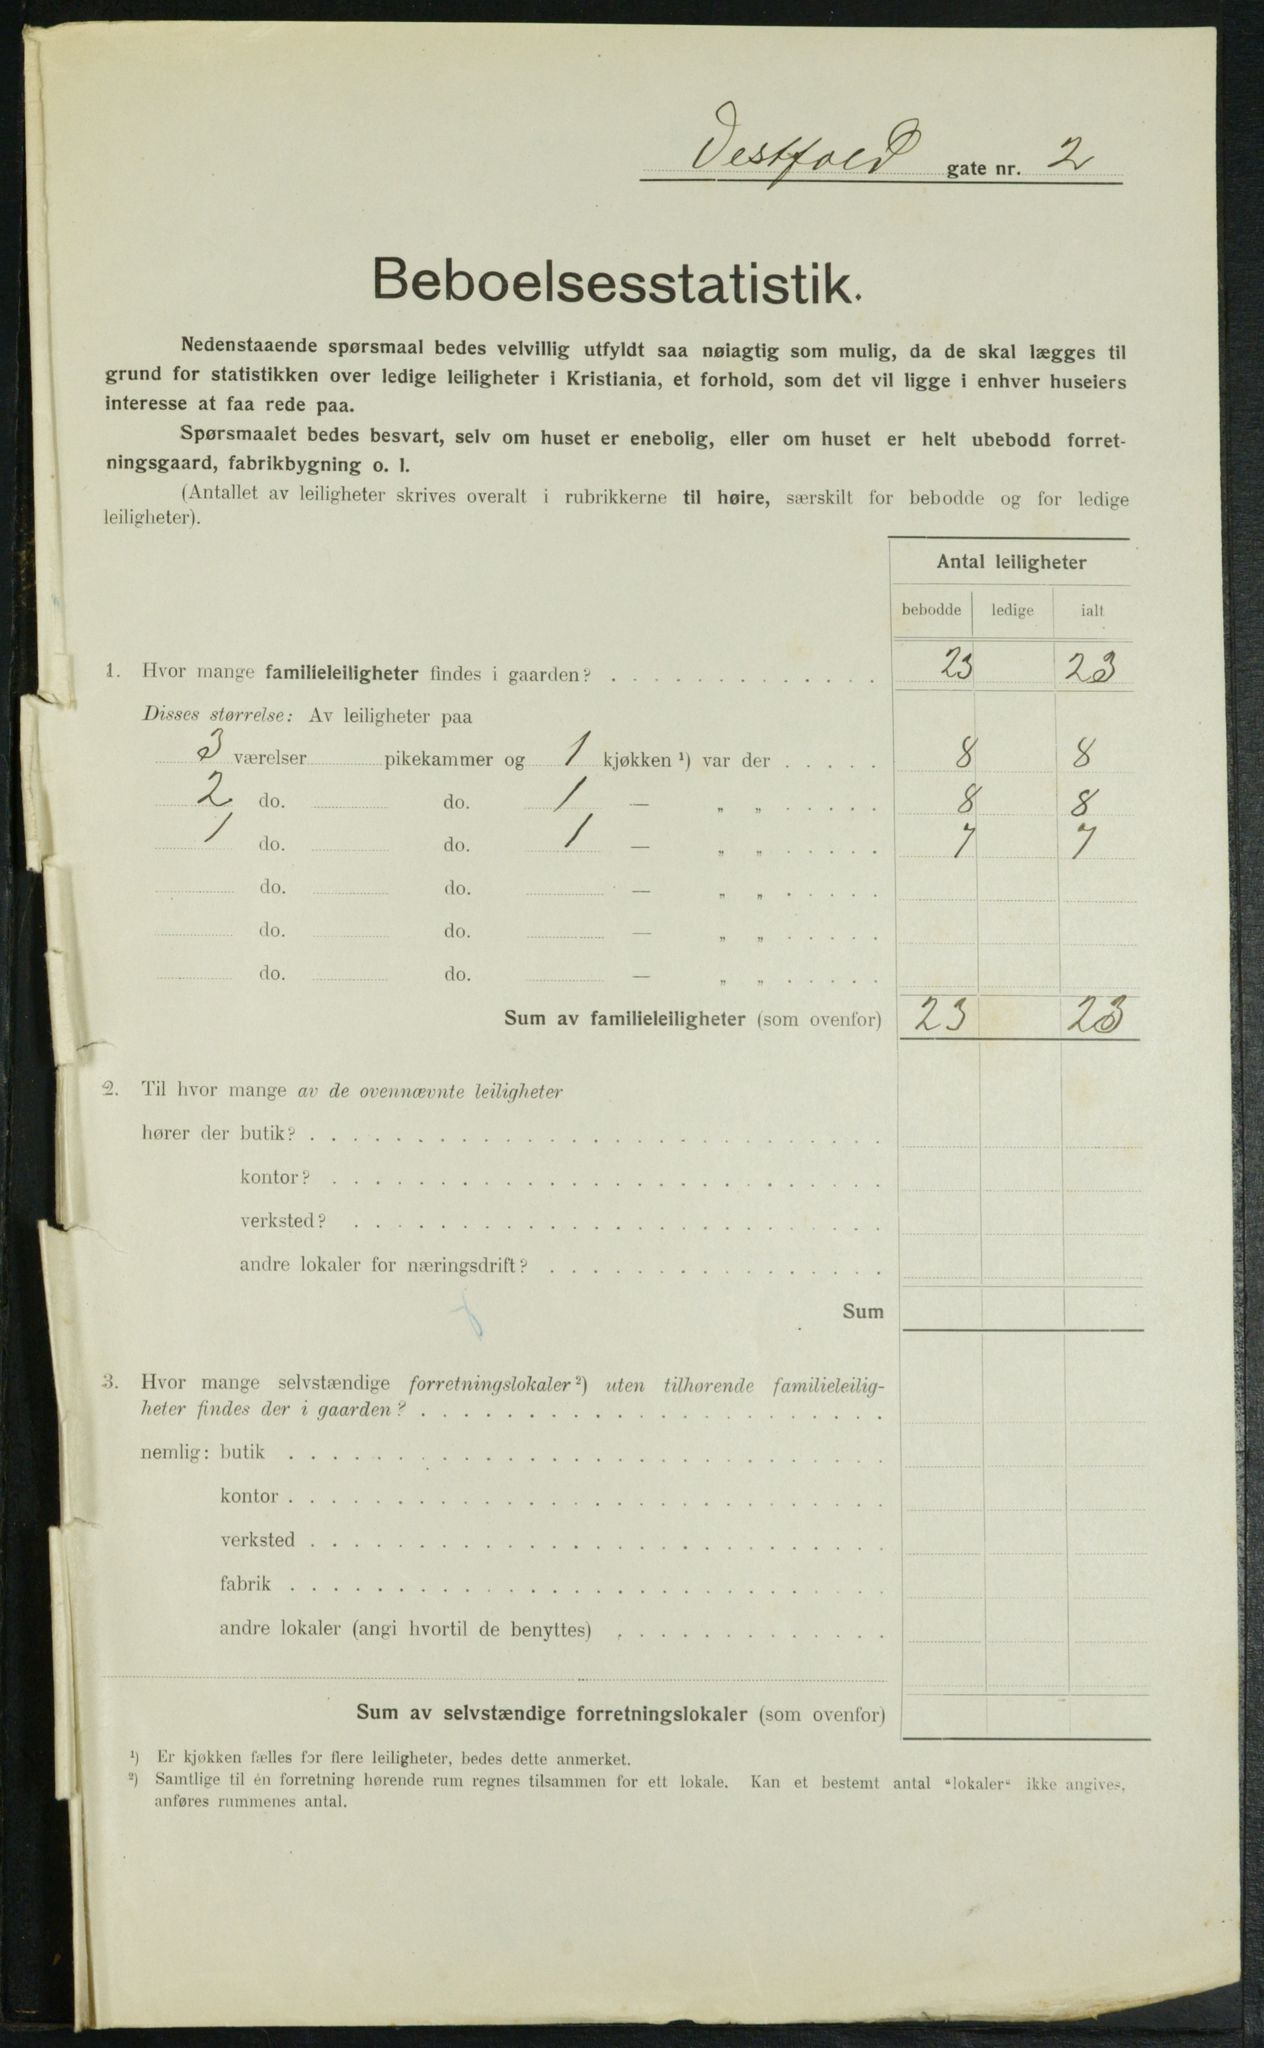 Vestfold gate nr. 2
Beboelsesstatistik.
Nedenstaaende spørsmaal bedes velvillig utfyldt saa nøiagtig som mulig, da de skal lægges til
grund for statistikken over ledige leiligheter i Kristiania, et forhold, som det vil ligge i enhver huseiers
interesse at faa rede paa.
Spørsmaalet bedes besvart, selv om huset er enebolig, eller om huset er helt ubebodd forret-
ningsgaard, fabrikbygning o. l.
(Antallet av leiligheter skrives overalt i rubrikkerne til høire, særskilt for bebodde og for ledige
leiligheter).
Antal leiligheter
bebodde ledige ialt
1. Hvor mange familieleiligheter findes i gaarden? . . . . . . . . . . . . . 23 23
Disses størrelse: Av leiligheter paa
3 værelser pikekammer og 1 kjøkken ¹) var der . . . . . 8 8
2 do. do. 1 — „ „ . . . . . 8 8
1 do. do. 1 — „ „ . . . . . 7 7
do. do. — „ „ . . . . .
do. do. — „ „ . . . . .
do. do. — „ „ . . . . .
Sum av familieleiligheter (som ovenfor) 23 23
2. Til hvor mange av de ovennævnte leiligheter
hører der butik? . . . . . . . . . . . . . . . . . . . . . . . . . . .
kontor? . . . . . . . . . . . . . . . . . . . . . . . . . .
verksted? . . . . . . . . . . . . . . . . . . . . . . . . .
andre lokaler for næringsdrift? . . . . . . . . . . . . . . . .
Sum
3. Hvor mange selvstændige forretningslokaler ²) uten tilhørende familieleilig-
heter findes der i gaarden? . . . . . . . . . . . . . . . . . . . . . .
nemlig: butik . . . . . . . . . . . . . . . . . . . . . . . . . . . .
kontor . . . . . . . . . . . . . . . . . . . . . . . . . . . .
verksted . . . . . . . . . . . . . . . . . . . . . . . . . . .
fabrik . . . . . . . . . . . . . . . . . . . . . . . . . . . .
andre lokaler (angi hvortil de benyttes) . . . . . . . . . . . . .
Sum av selvstændige forretningslokaler (som ovenfor)
¹) Er kjøkken fælles for flere leiligheter, bedes dette anmerket.
²) Samtlige til én forretning hørende rum regnes tilsammen for ett lokale. Kan et bestemt antal “lokaler“ ikke angives,
anføres rummenes antal.